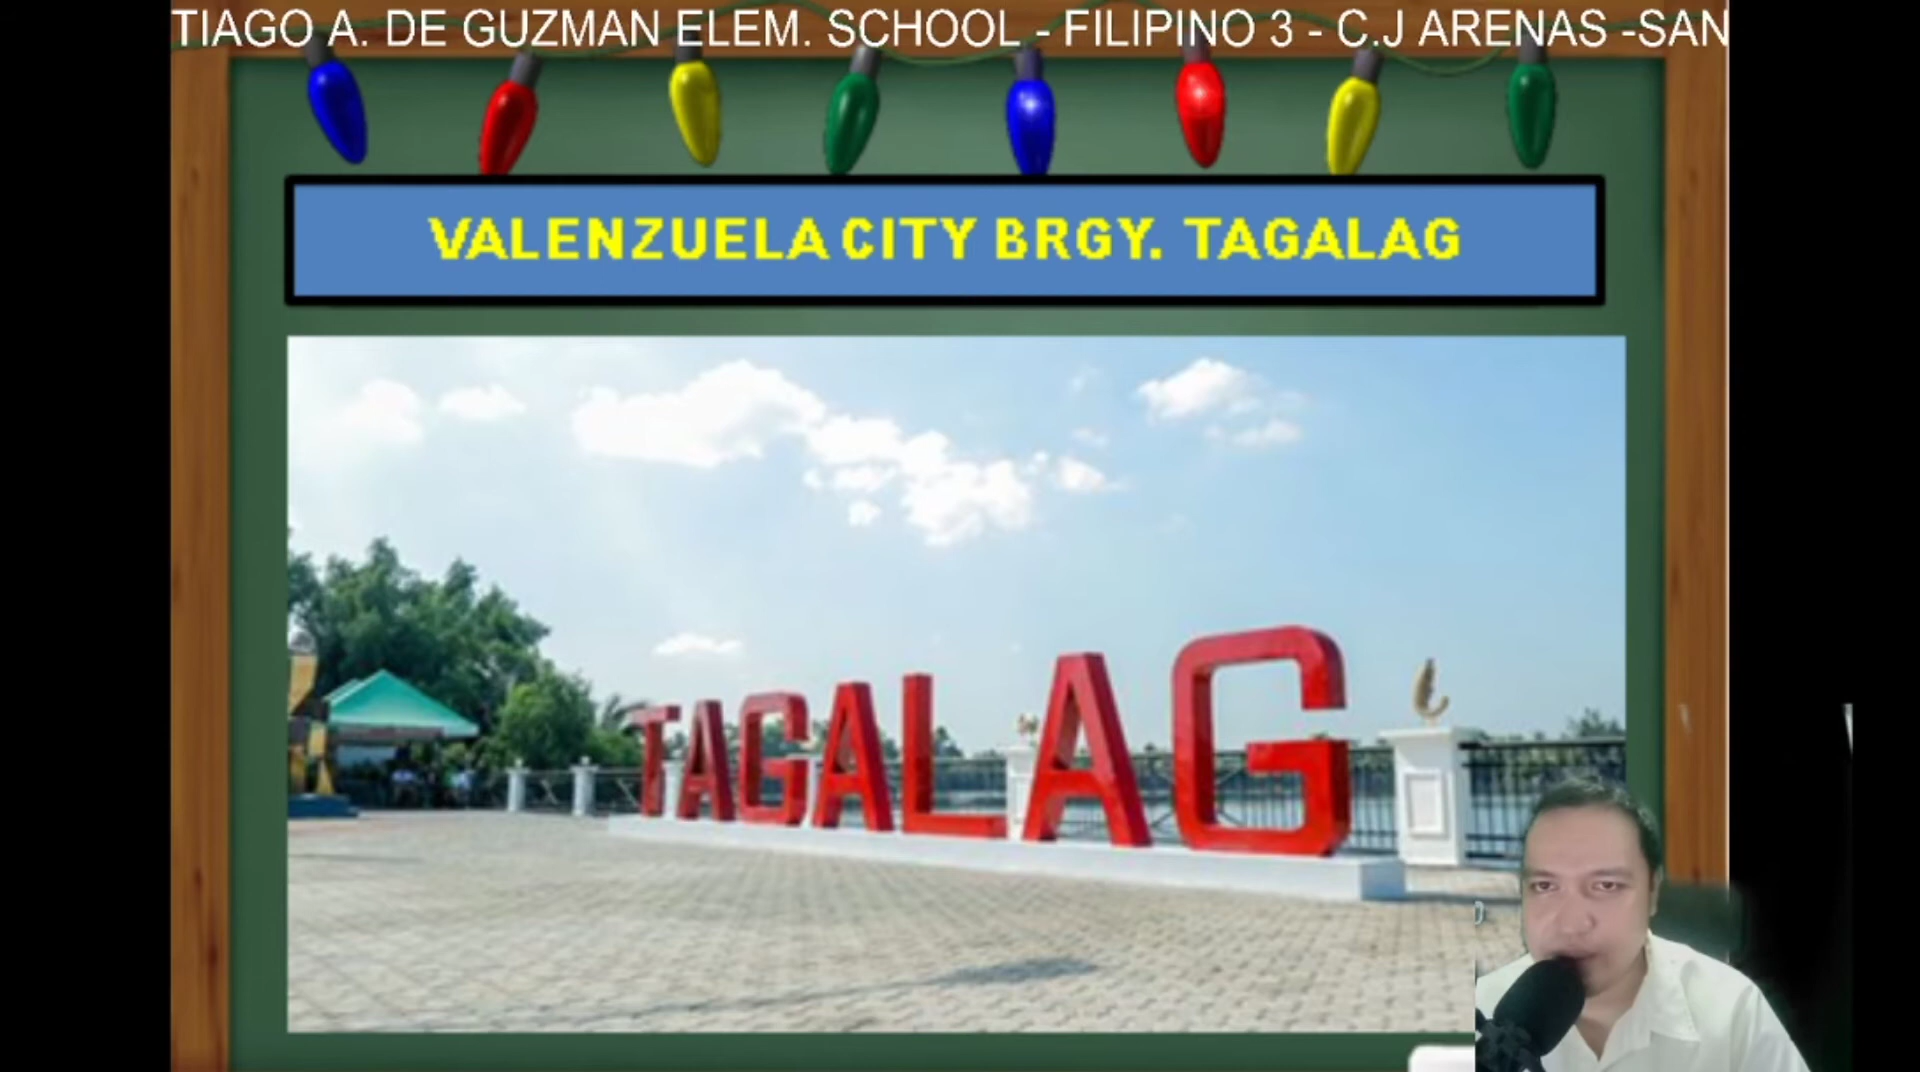 TIAGO A. DE GUZMAN ELEM. SCHOOL - FILIPINO 3 - C.J ARENAS -SAN
VALENZUELA CITY BRGY. TAGALAG
TAGALAG